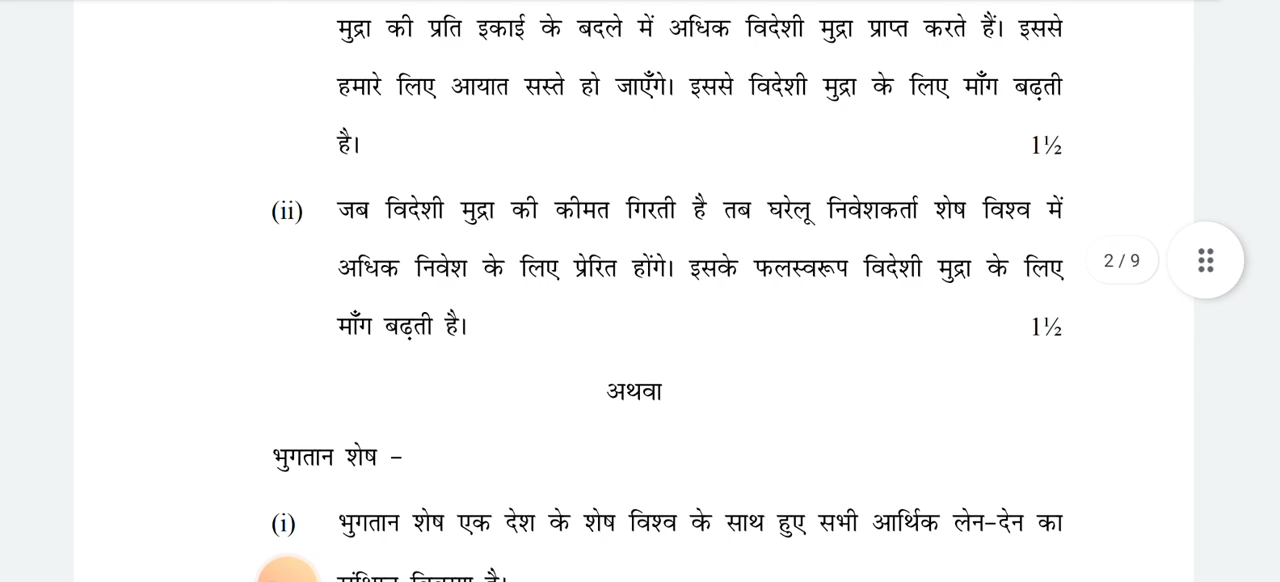 मुद्रा की प्रति इकाई के बदले में अधिक विदेशी मुद्रा प्राप्त करते हैं। इससे
हमारे लिए आयात सस्ते हो जाएँगे। इससे विदेशी मुद्रा के लिए माँग बढ़ती
है। 1½
(ii) जब विदेशी मुद्रा की कीमत गिरती है तब घरेलू निवेशकर्ता शेष विश्व में
अधिक निवेश के लिए प्रेरित होंगे। इसके फलस्वरूप विदेशी मुद्रा के लिए
2 / 9
माँग बढ़ती है। 1½
अथवा
भुगतान शेष –
(i) भुगतान शेष एक देश के शेष विश्व के साथ हुए सभी आर्थिक लेन-देन का